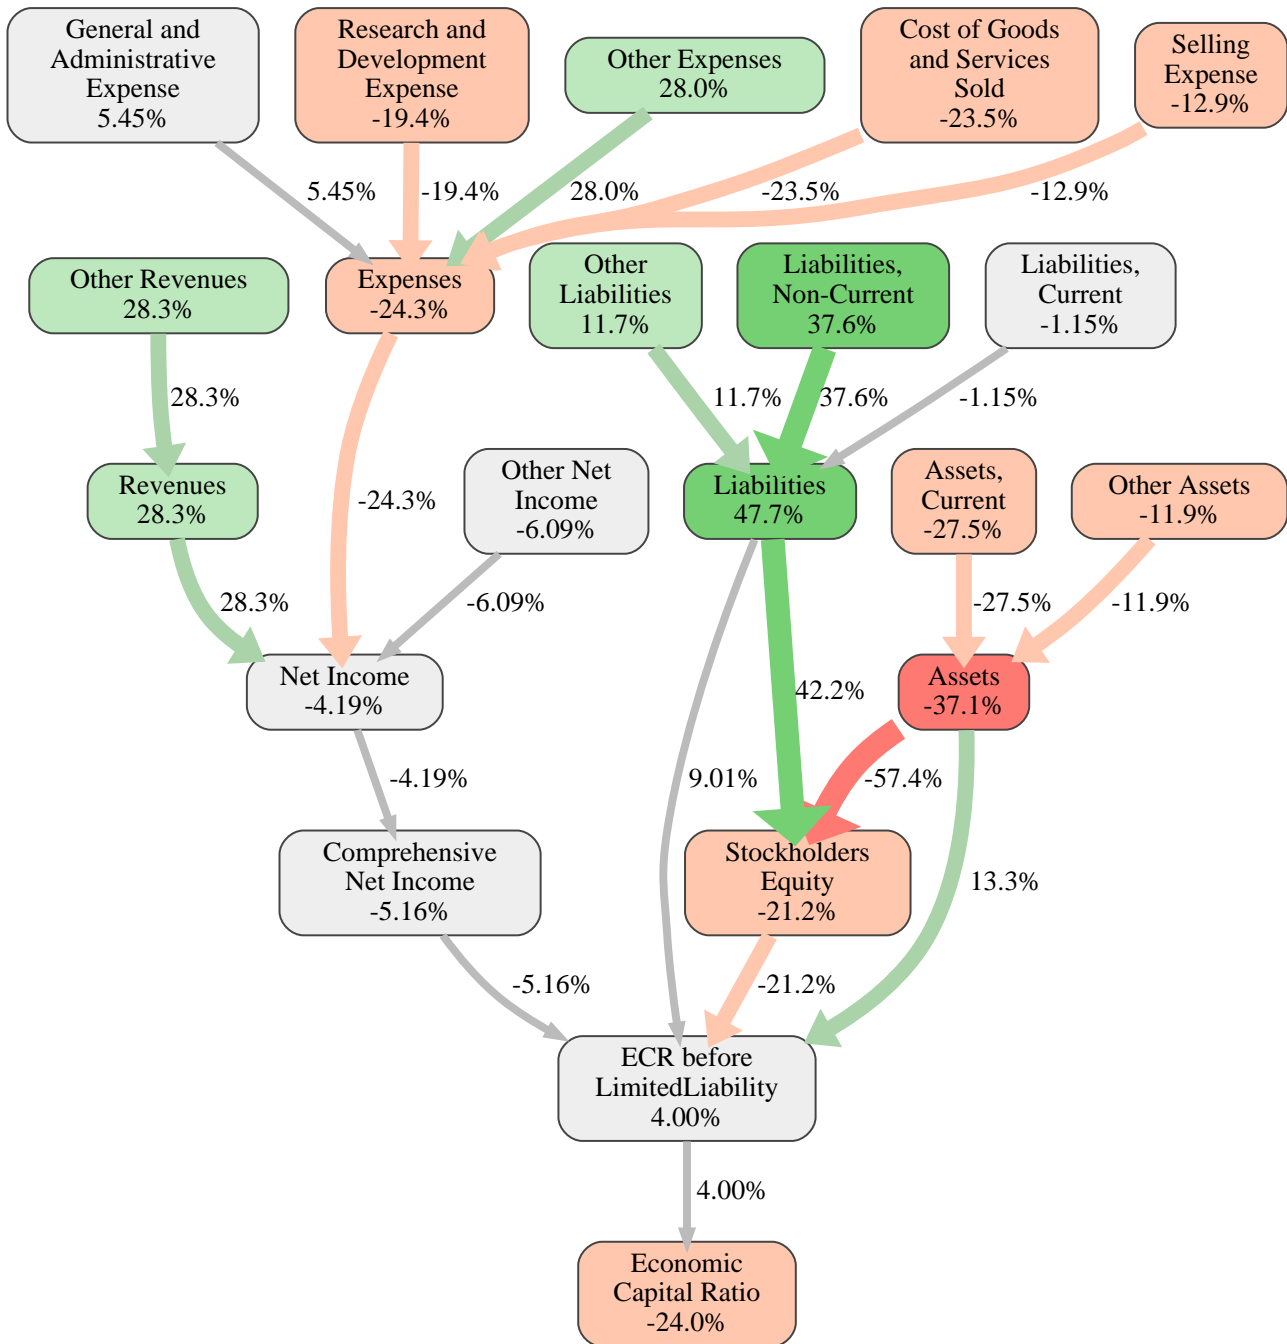 General and
Administrative
Expense
5.45%
Research and
Development
Expense
-19.4%
Other Expenses
28.0%
Cost of Goods
and Services
Sold
-23.5%
Selling
Expense
-12.9%
5.45%
-19.4%
28.0%
-23.5%
-12.9%
Other Revenues
28.3%
Expenses
-24.3%
Other
Liabilities
11.7%
Liabilities,
Non-Current
37.6%
Liabilities,
Current
-1.15%
28.3%
11.7%
37.6%
-1.15%
Revenues
28.3%
-24.3%
Other Net
Income
-6.09%
Liabilities
47.7%
Assets,
Current
-27.5%
Other Assets
-11.9%
28.3%
-6.09%
-27.5%
-11.9%
Net Income
-4.19%
42.2%
Assets
-37.1%
-4.19%
9.01%
-57.4%
Comprehensive
Net Income
-5.16%
Stockholders
Equity
-21.2%
13.3%
-5.16%
-21.2%
ECR before
LimitedLiability
4.00%
4.00%
Economic
Capital Ratio
-24.0%